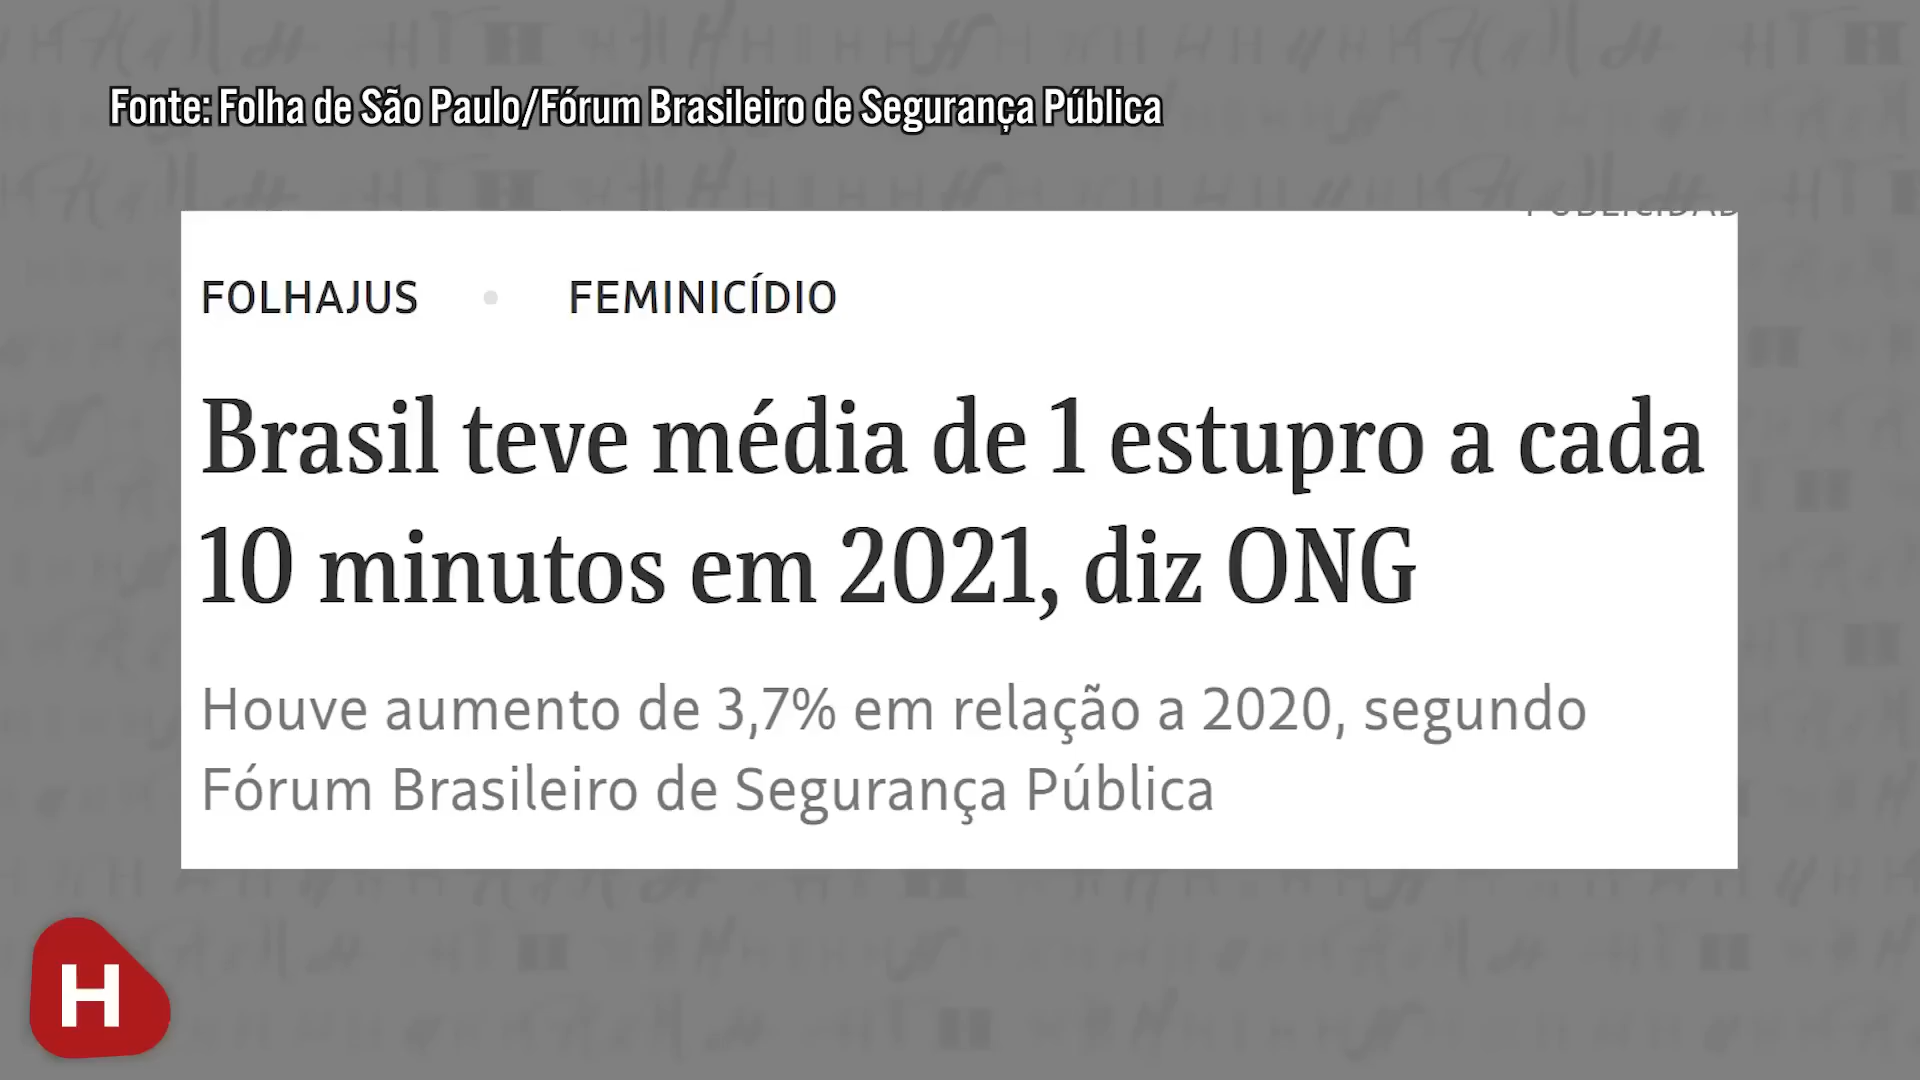 Fonte: Folha de São Paulo/Fórum Brasileiro de Segurança Pública
FOLHAJUS • FEMINICÍDIO
Brasil teve média de 1 estupro a cada
10 minutos em 2021, diz ONG
Houve aumento de 3,7% em relação a 2020, segundo
Fórum Brasileiro de Segurança Pública
H